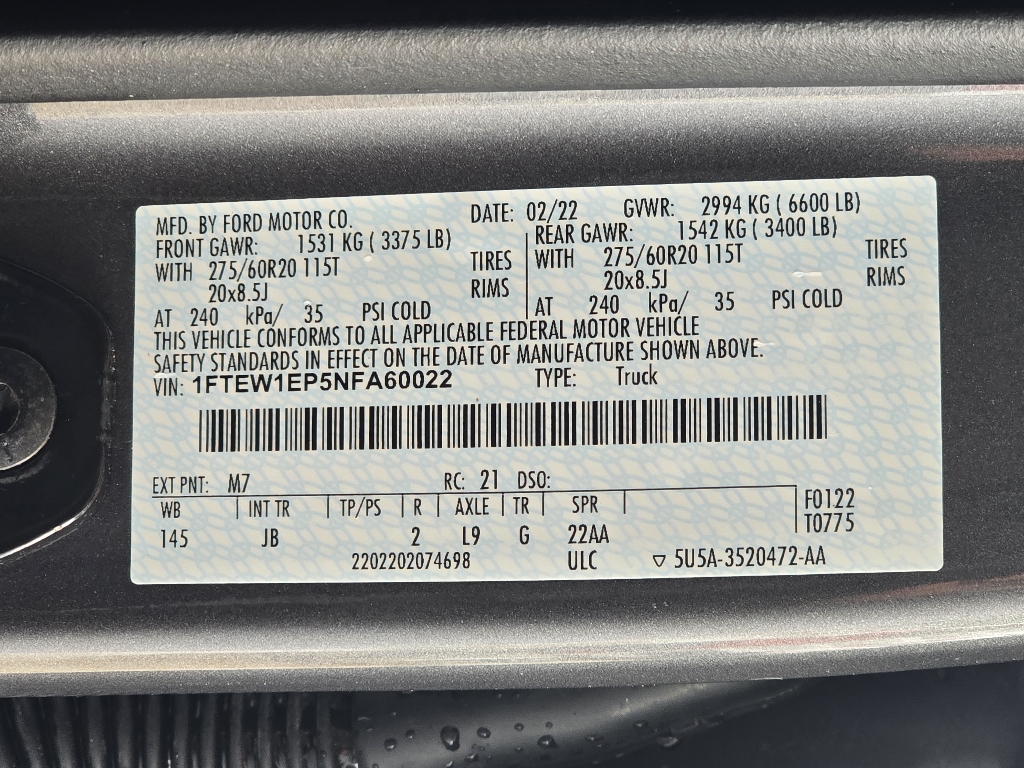 MFD. BY FORD MOTOR CO. DATE: 02/22 GVWR: 2994 KG ( 6600 LB)
FRONT GAWR: 1531 KG ( 3375 LB) REAR GAWR: 1542 KG ( 3400 LB)
WITH 275/60R20 115T TIRES WITH 275/60R20 115T TIRES
20x8.5J RIMS 20x8.5J RIMS
AT 240 kPa/ 35 PSI COLD AT 240 kPa/ 35 PSI COLD
THIS VEHICLE CONFORMS TO ALL APPLICABLE FEDERAL MOTOR VEHICLE
SAFETY STANDARDS IN EFFECT ON THE DATE OF MANUFACTURE SHOWN ABOVE.
VIN: 1FTEW1EP5NFA60022 TYPE: Truck
EXT PNT: M7 RC: 21 DSO:
WB INT TR TP/PS R AXLE TR SPR F0122
145 JB 2 L9 G 22AA T0775
2202202074698 ULC ▽ 5U5A-3520472-AA